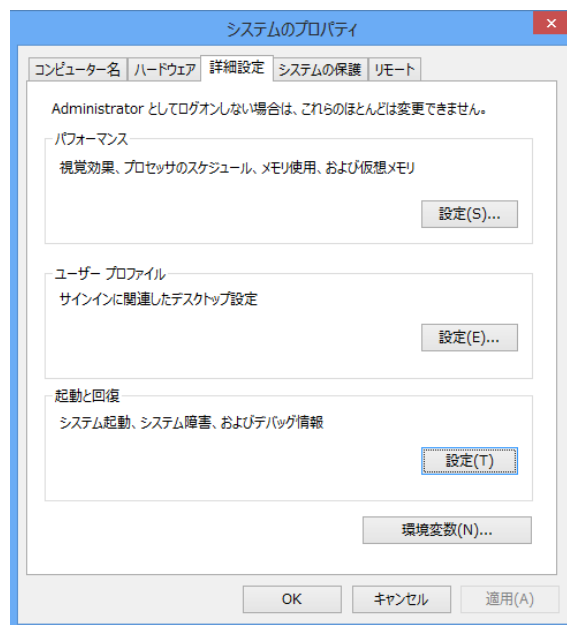 システムのプロパティ
コンピューター名 ハードウェア 詳細設定 システムの保護 リモート
Administrator としてログオンしない場合は、これらのほとんどは変更できません。
パフォーマンス
視覚効果、プロセッサのスケジュール、メモリ使用、および仮想メモリ
設定(S)...
ユーザー プロファイル
サインインに関連したデスクトップ設定
設定(E)...
起動と回復
システム起動、システム障害、およびデバッグ情報
設定(T)
環境変数(N)...
OK キャンセル 適用(A)